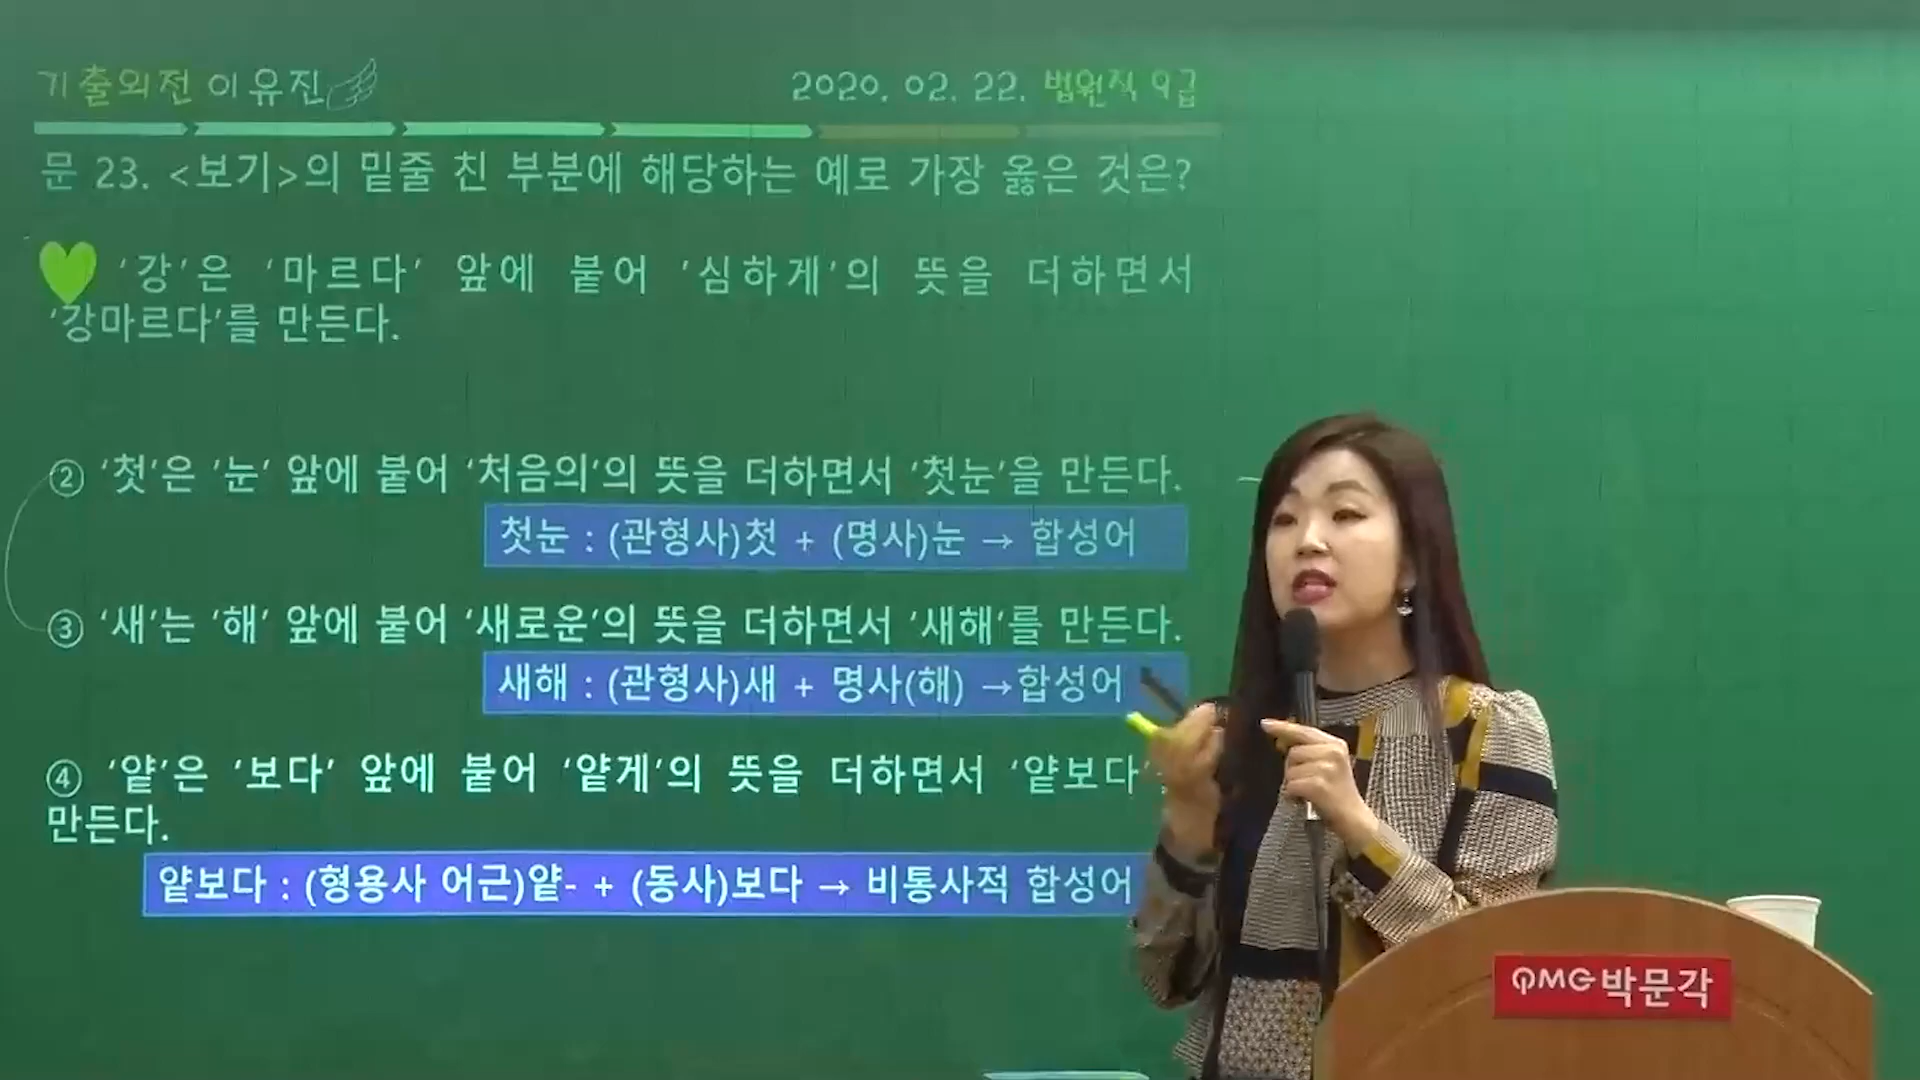 기출외전 이유진
2020. 02. 22. 법원직 9급
문 23. <보기>의 밑줄 친 부분에 해당하는 예로 가장 옳은 것은?
'강'은 '마르다' 앞에 붙어 '심하게'의 뜻을 더하면서
'강마르다'를 만든다.
② '첫'은 '눈' 앞에 붙어 '처음의'의 뜻을 더하면서 '첫눈'을 만든다.
첫눈 : (관형사)첫 + (명사)눈 → 합성어
③ '새'는 '해' 앞에 붙어 '새로운'의 뜻을 더하면서 '새해'를 만든다.
새해 : (관형사)새 + 명사(해) →합성어
④ '얕'은 '보다' 앞에 붙어 '얕게'의 뜻을 더하면서 '얕보다'
만든다.
얕보다 : (형용사 어근)얕- + (동사)보다 → 비통사적 합성어
PMG 박문각